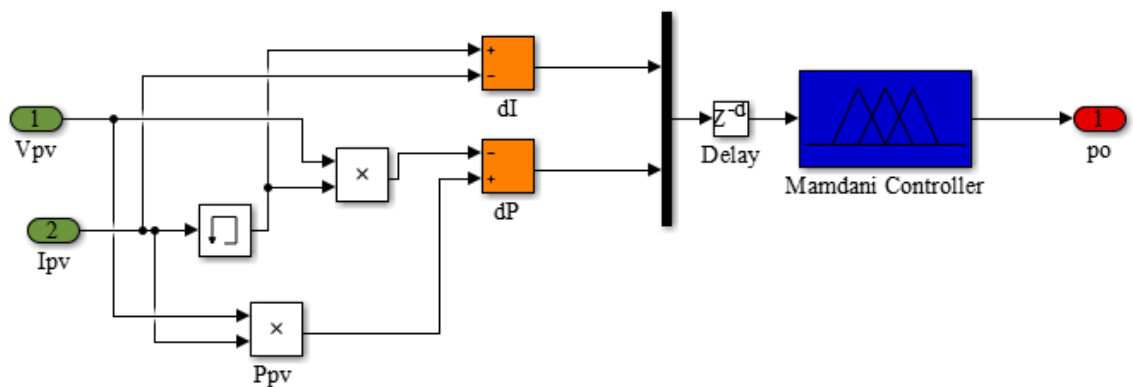 1
Vpv
2
Ipv
×
×
Ppv
+
−
dI
−
+
dP
Z⁻ᵈ
Delay
Mamdani Controller
1
po